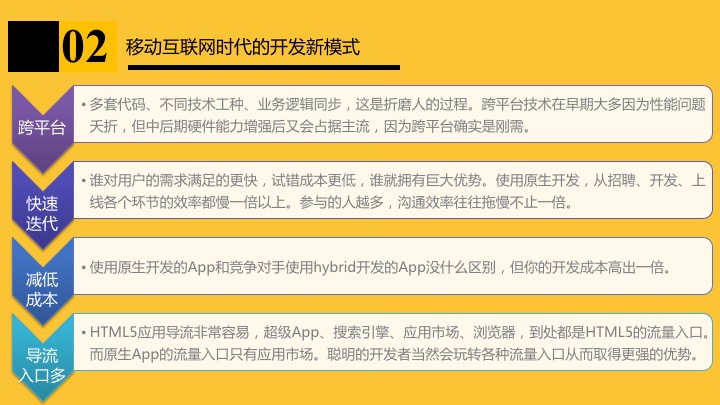 02
移动互联网时代的开发新模式
跨平台
•多套代码、不同技术工种、业务逻辑同步，这是折磨人的过程。跨平台技术在早期大多因为性能问题
夭折，但中后期硬件能力增强后又会占据主流，因为跨平台确实是刚需。
快速
迭代
•谁对用户的需求满足的更快，试错成本更低，谁就拥有巨大优势。使用原生开发，从招聘、开发、上
线各个环节的效率都慢一倍以上。参与的人越多，沟通效率往往拖慢不止一倍。
减低
成本
•使用原生开发的App和竞争对手使用hybrid开发的App没什么区别，但你的开发成本高出一倍。
导流
入口多
•HTML5应用导流非常容易，超级App、搜索引擎、应用市场、浏览器，到处都是HTML5的流量入口。
而原生App的流量入口只有应用市场。聪明的开发者当然会玩转各种流量入口从而取得更强的优势。